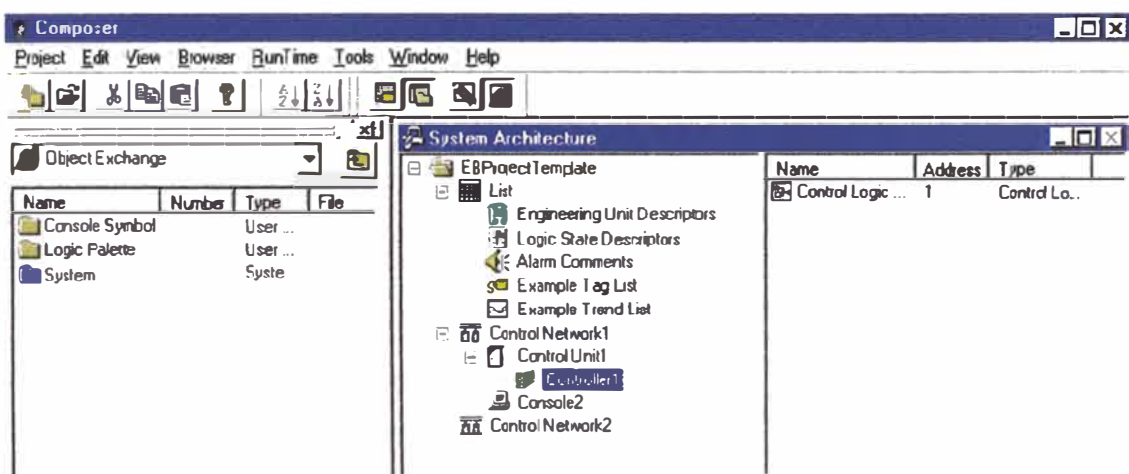 Composer
Project Edit View Browser RunTime Tools Window Help
Object Exchange
Name Number Type File
Console Symbol User ...
Logic Palette User ...
System Syste
System Architecture
EBProjectTemplate
List
Engineering Unit Descriptors
Logic State Descriptors
Alarm Comments
Example Tag List
Example Trend List
Control Network1
Control Unit1
Controller1
Console2
Control Network2
Name Address Type
Control Logic ... 1 Control Lo...